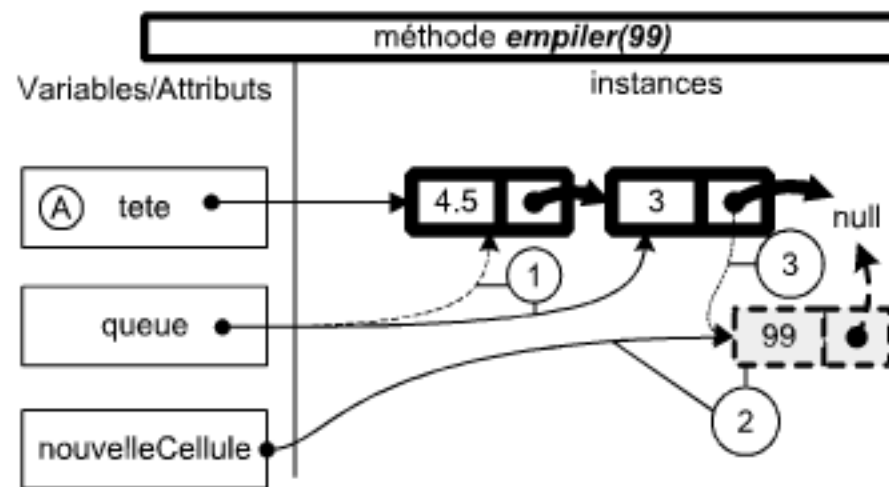 méthode empiler(99)
Variables/Attributs
instances
A tete
4.5
3
null
1
3
queue
99
2
nouvelleCellule